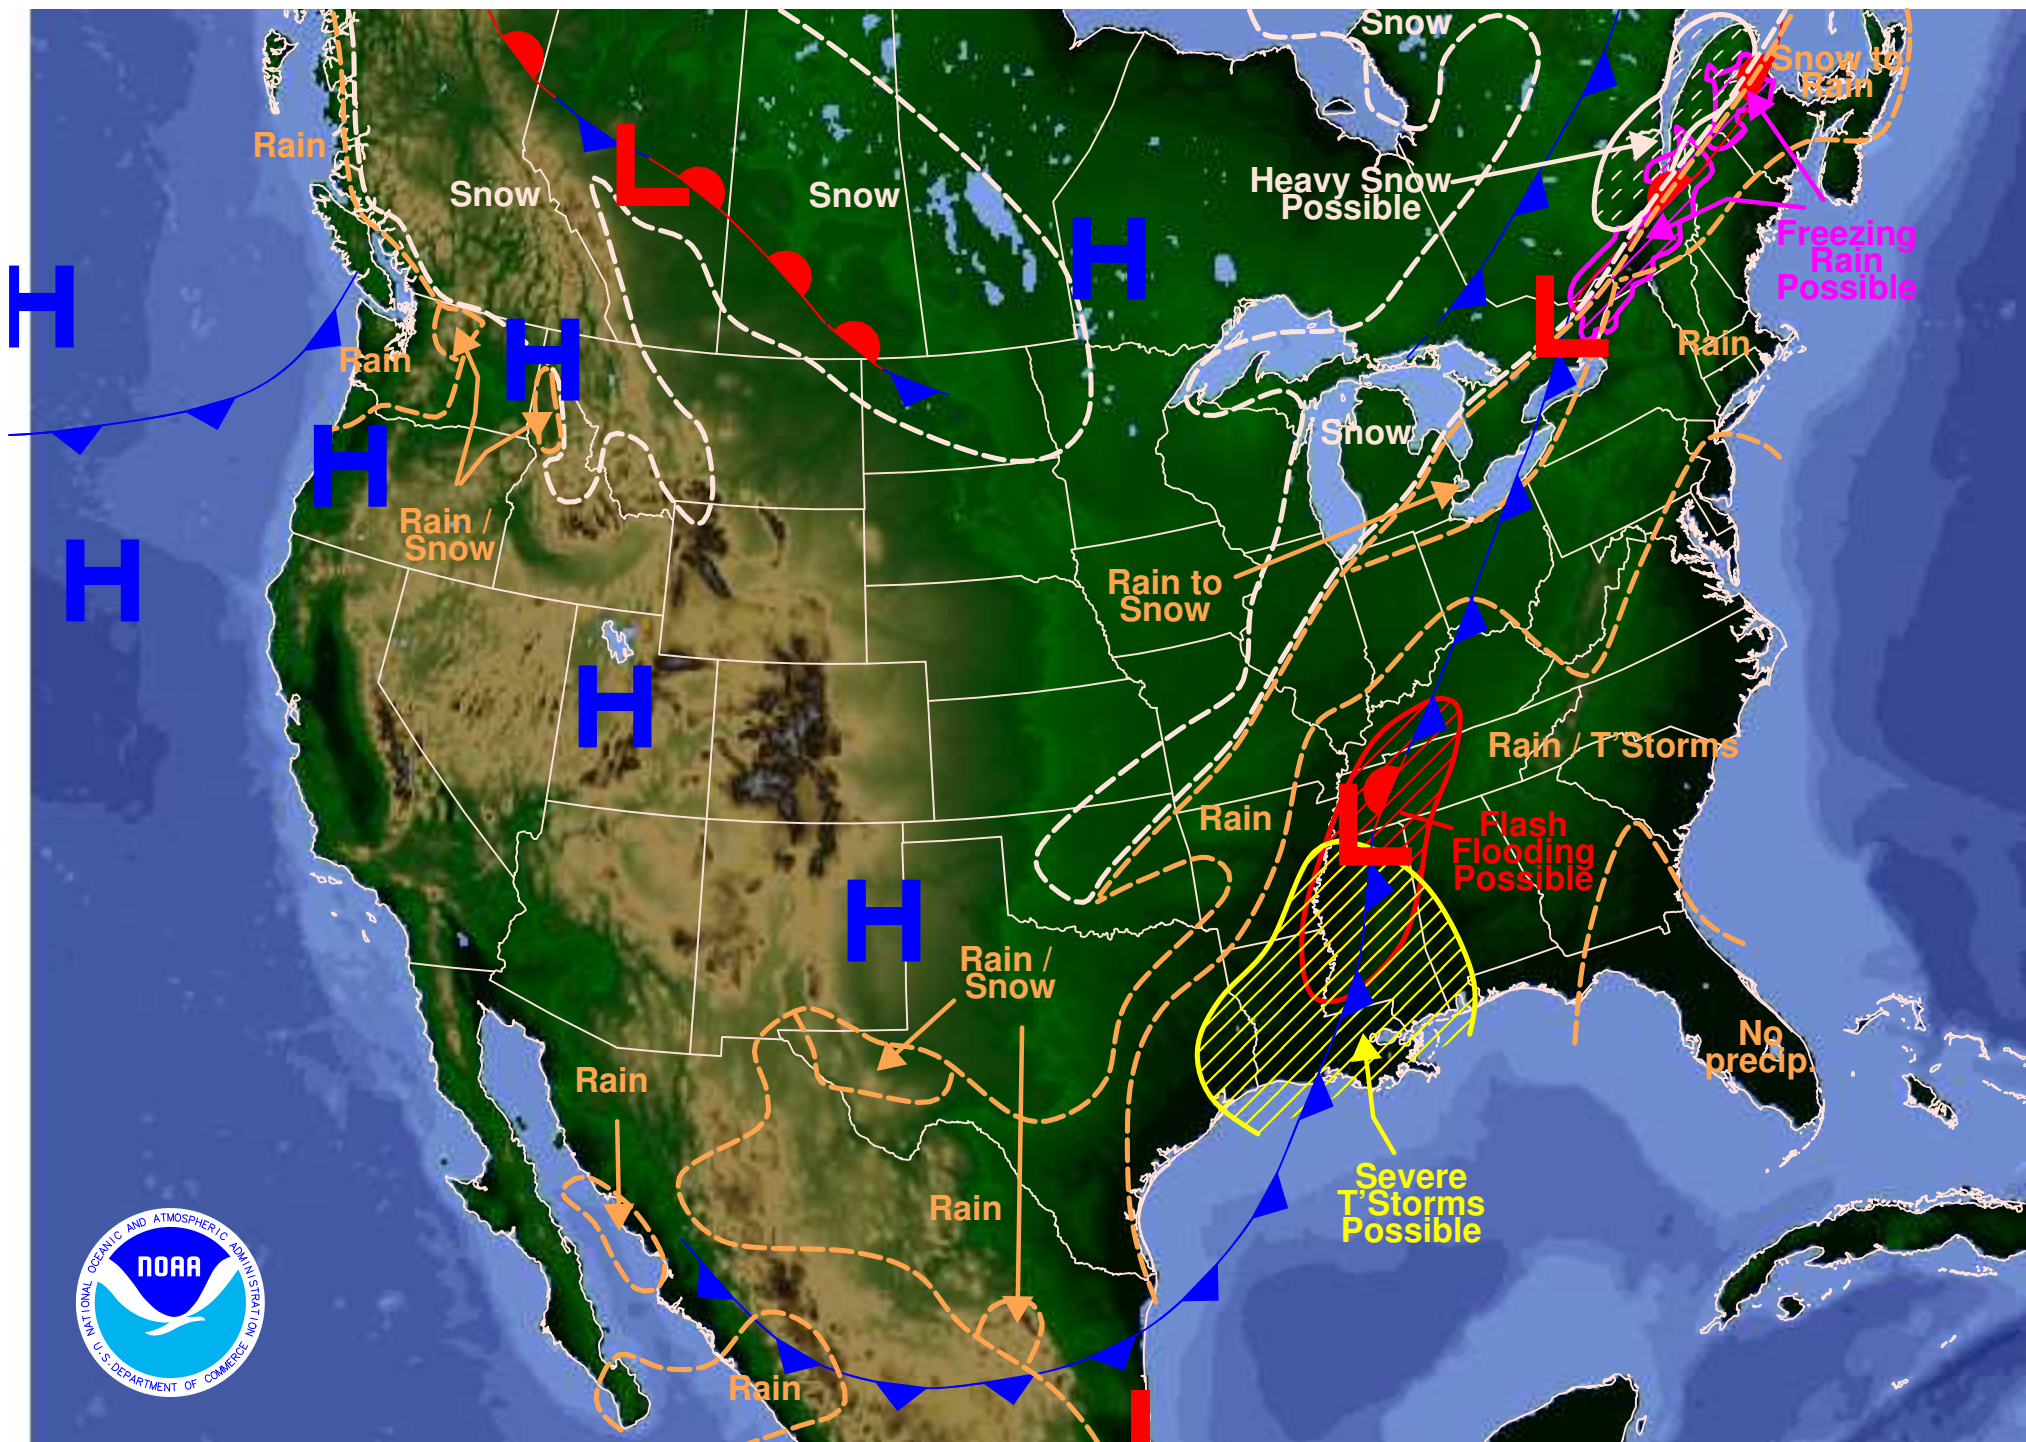 Snow
Snow to
Rain
Rain
Snow
Snow
Heavy Snow
Possible
Freezing
Rain
Possible
L
H
H
H
L
Rain
H
Rain
Snow
H
Rain /
Snow
H
Rain to
Snow
H
Rain / T'Storms
L
Rain
Flash
Flooding
Possible
H
Rain /
Snow
No
precip.
Rain
Severe
T'Storms
Possible
Rain
Rain
NOAA
NATIONAL OCEANIC AND ATMOSPHERIC ADMINISTRATION
U.S. DEPARTMENT OF COMMERCE